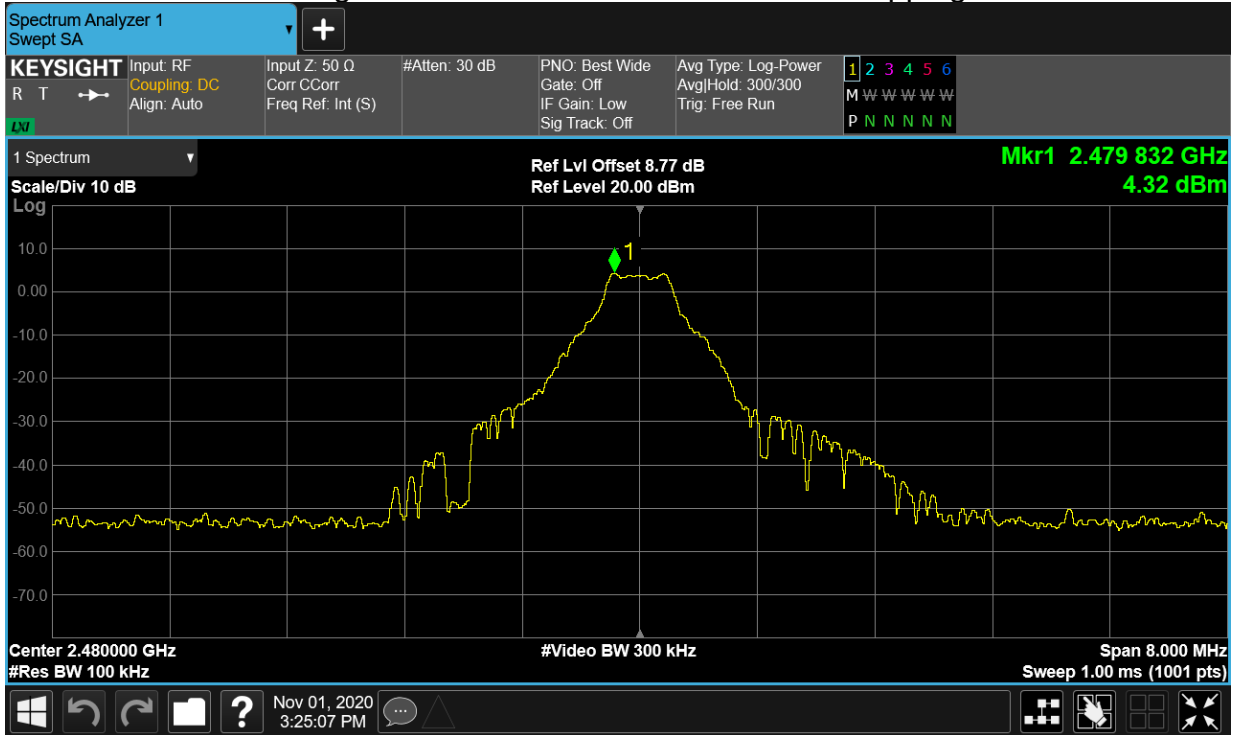 Spectrum Analyzer 1
Swept SA
+
KEYSIGHT
R T
LXI
Input: RF
Coupling: DC
Align: Auto
Input Z: 50 Ω
Corr CCorr
Freq Ref: Int (S)
#Atten: 30 dB
PNO: Best Wide
Gate: Off
IF Gain: Low
Sig Track: Off
Avg Type: Log-Power
Avg|Hold: 300/300
Trig: Free Run
1 2 3 4 5 6
M W W W W W
P N N N N N
1 Spectrum
Scale/Div 10 dB
Log
Ref Lvl Offset 8.77 dB
Ref Level 20.00 dBm
Mkr1 2.479 832 GHz
4.32 dBm
1
10.0
0.00
-10.0
-20.0
-30.0
-40.0
-50.0
-60.0
-70.0
Center 2.480000 GHz
#Res BW 100 kHz
#Video BW 300 kHz
Span 8.000 MHz
Sweep 1.00 ms (1001 pts)
?
Nov 01, 2020
3:25:07 PM